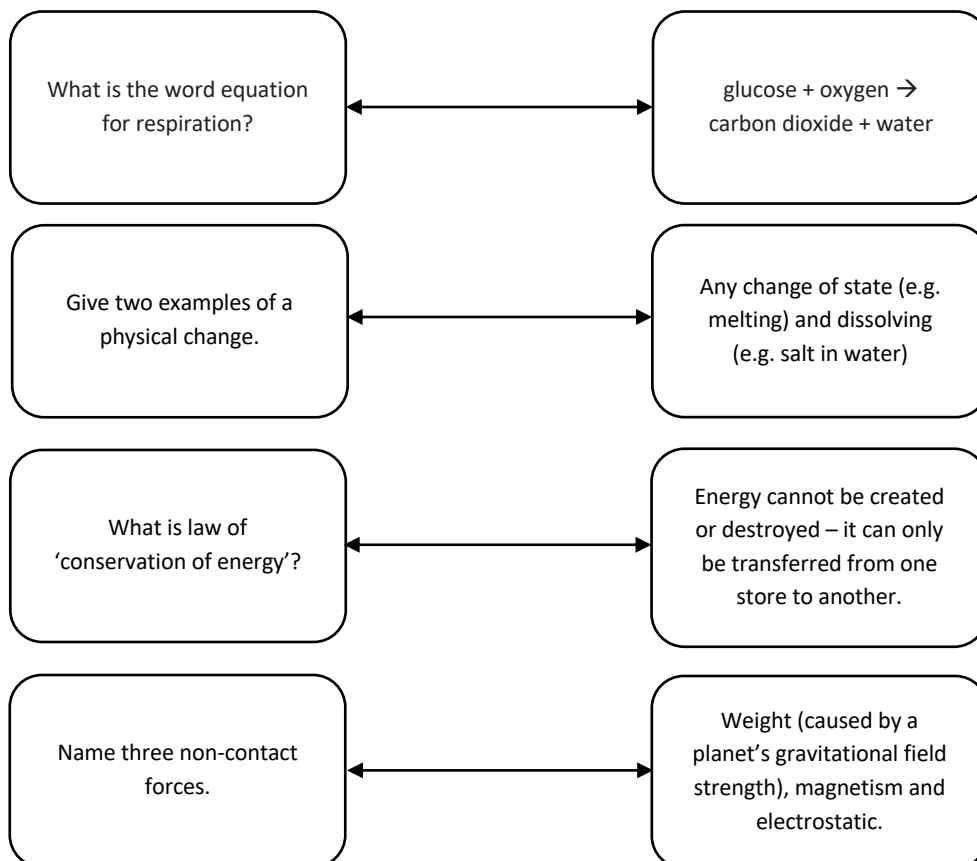 What is the word equation
for respiration?
glucose + oxygen →
carbon dioxide + water
Give two examples of a
physical change.
Any change of state (e.g.
melting) and dissolving
(e.g. salt in water)
What is law of
‘conservation of energy’?
Energy cannot be created
or destroyed – it can only
be transferred from one
store to another.
Name three non-contact
forces.
Weight (caused by a
planet’s gravitational field
strength), magnetism and
electrostatic.